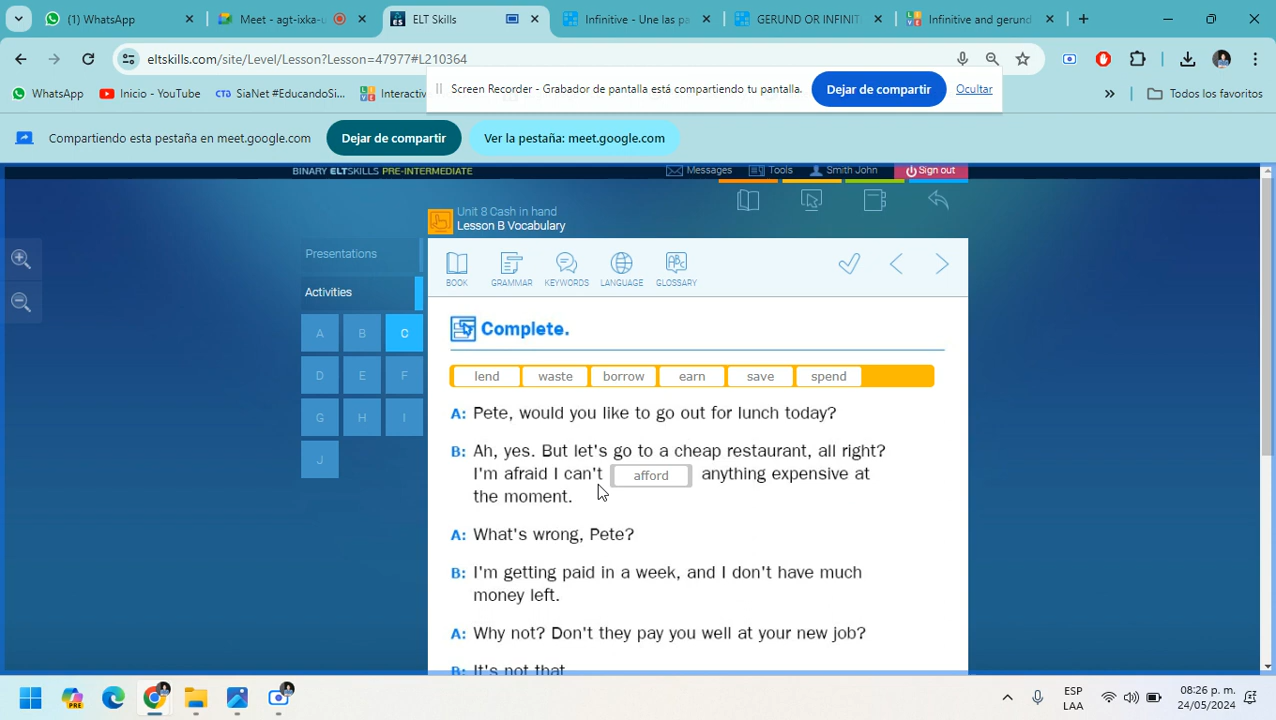 (1) WhatsApp
Meet - agt-ixka-u
ELT Skills
Infinitive - Une las pa
GERUND OR INFINIT
Infinitive and gerund
eltskills.com/site/Level/Lesson?Lesson=47977#L210364
WhatsApp
Inicio - YouTube
SiaNet #EducandoSi...
Interactiv
Screen Recorder - Grabador de pantalla está compartiendo tu pantalla.
Dejar de compartir
Ocultar
Todos los favoritos
Compartiendo esta pestaña en meet.google.com
Dejar de compartir
Ver la pestaña: meet.google.com
BINARY ELTSKILLS PRE-INTERMEDIATE
Messages
Tools
Smith John
Sign out
Unit 8 Cash in hand
Lesson B Vocabulary
Presentations
Activities
A B C
D E F
G H I
J
BOOK
GRAMMAR
KEYWORDS
LANGUAGE
GLOSSARY
Complete.
lend waste borrow earn save spend
A: Pete, would you like to go out for lunch today?
B: Ah, yes. But let's go to a cheap restaurant, all right?
I'm afraid I can't afford anything expensive at
the moment.
A: What's wrong, Pete?
B: I'm getting paid in a week, and I don't have much
money left.
A: Why not? Don't they pay you well at your new job?
B: It's not that
PRE
ESP
LAA
08:26 p. m.
24/05/2024